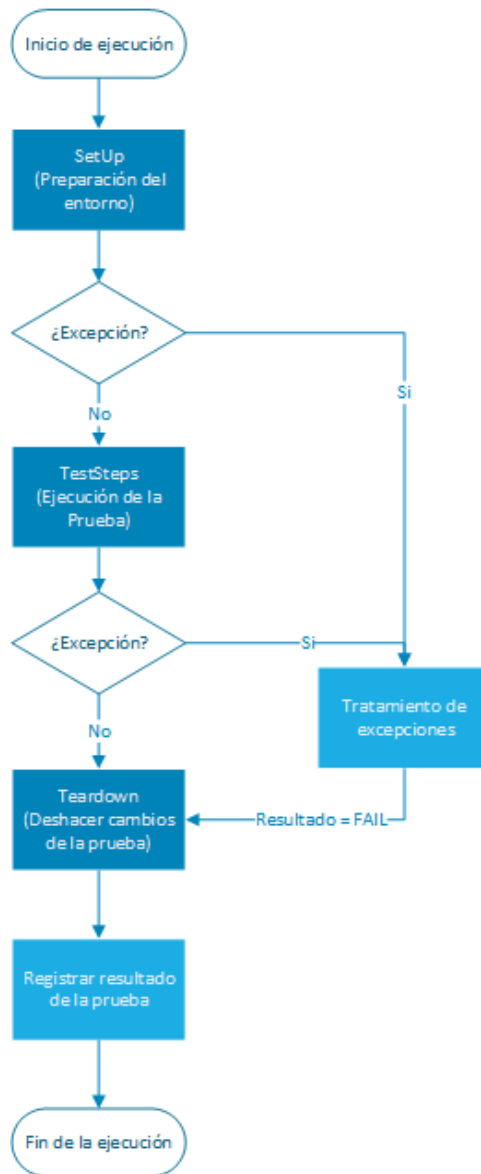 Inicio de ejecución
SetUp
(Preparación del
entorno)
¿Excepción?
Si
No
TestSteps
(Ejecución de la
Prueba)
¿Excepción?
Si
No
Tratamiento de
excepciones
Teardown
(Deshacer cambios
de la prueba)
Resultado = FAIL
Registrar resultado
de la prueba
Fin de la ejecución